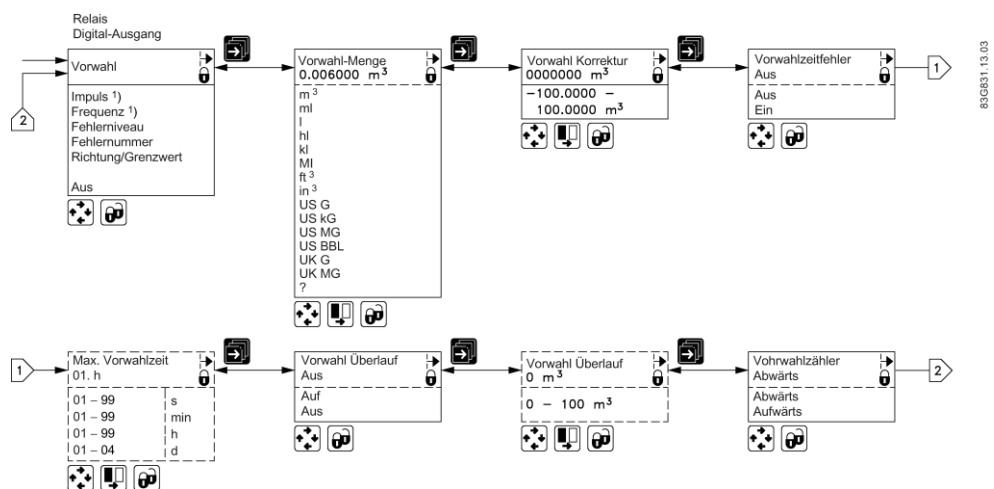 Relais
Digital-Ausgang
Vorwahl
Impuls ¹)
Frequenz ¹)
Fehlerniveau
Fehlernummer
Richtung/Grenzwert
Aus
2
Vorwahl-Menge
0.006000 m³
m³
ml
l
hl
kl
Ml
ft³
in³
US G
US kG
US MG
US BBL
UK G
UK MG
?
Vorwahl Korrektur
0000000 m³
−100.0000 −
100.0000 m³
Vorwahlzeitfehler
Aus
Aus
Ein
1
83G831.13.03
1
Max. Vorwahlzeit
01. h
01 – 99 s
01 – 99 min
01 – 99 h
01 – 04 d
Vorwahl Überlauf
Aus
Auf
Aus
Vorwahl Überlauf
0 m³
0 − 100 m³
Vohrwahlzähler
Abwärts
Abwärts
Aufwärts
2